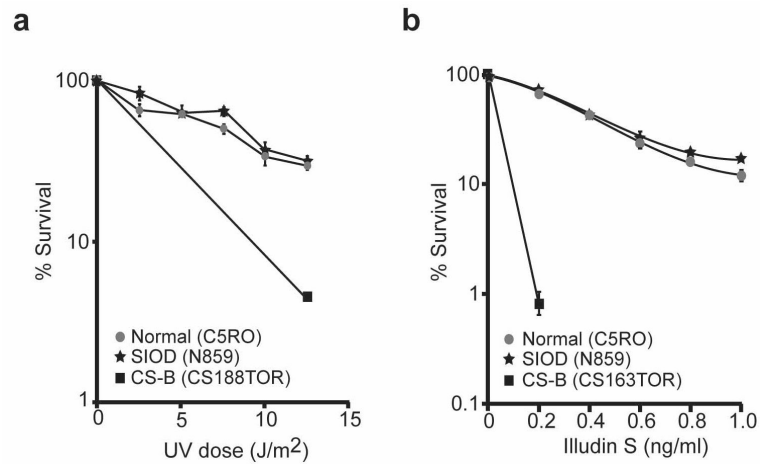 a
100
10
1
% Survival
Normal (C5RO)
SIOD (N859)
CS-B (CS188TOR)
0 5 10 15
UV dose (J/m2)
b
100
10
1
0.1
% Survival
Normal (C5RO)
SIOD (N859)
CS-B (CS163TOR)
0 0.2 0.4 0.6 0.8 1.0
Illudin S (ng/ml)